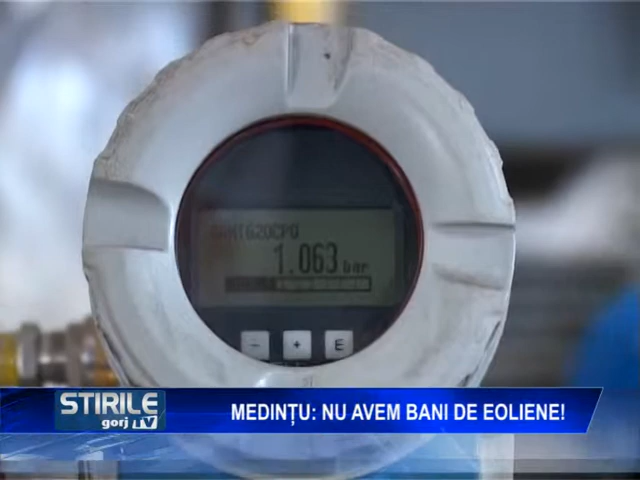 1.063 bar
- + E
STIRILE
gorj TV
MEDINȚU: NU AVEM BANI DE EOLIENE!